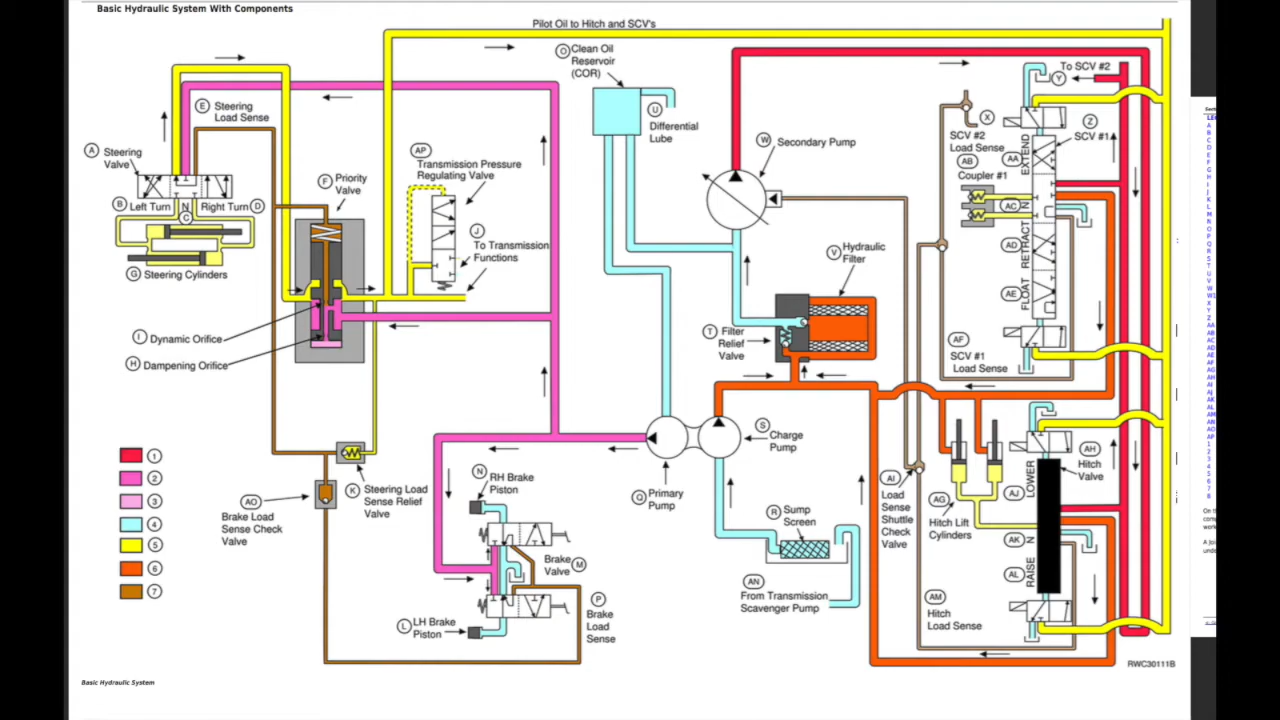 Basic Hydraulic System With Components
Pilot Oil to Hitch and SCV's
O Clean Oil
Reservoir
(COR)
To SCV #2
Y
E Steering
Load Sense
U
Differential
Lube
X
SCV #2
Load Sense
Z
SCV #1
A Steering
Valve
AP
Transmission Pressure
Regulating Valve
W Secondary Pump
AB
Coupler #1
AA
EXTEND
F Priority
Valve
B Left Turn N Right Turn D
C
AC
N
J
To Transmission
Functions
V Hydraulic
Filter
AD
RETRACT
G Steering Cylinders
AE
FLOAT
I Dynamic Orifice
T Filter
Relief
Valve
AF
SCV #1
Load Sense
H Dampening Orifice
S Charge
Pump
1
2
3
4
5
6
7
N RH Brake
Piston
K Steering Load
Sense Relief
Valve
AO
Brake Load
Sense Check
Valve
Q Primary
Pump
R Sump
Screen
AI
Load
Sense
Shuttle
Check
Valve
AG
Hitch Lift
Cylinders
AH
Hitch
Valve
AJ
LOWER
AK
N
AL
RAISE
Brake
Valve M
AN
From Transmission
Scavenger Pump
P
Brake
Load
Sense
AM
Hitch
Load Sense
L LH Brake
Piston
RWC30111B
Basic Hydraulic System